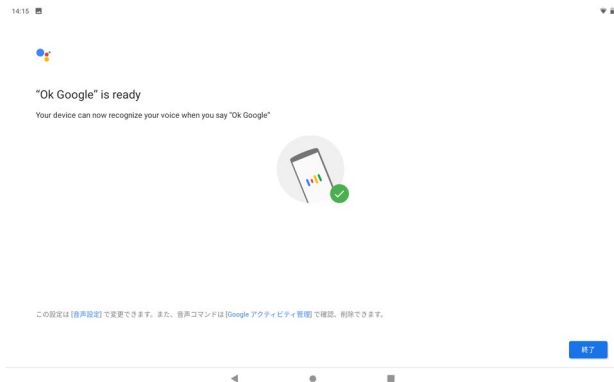 14:15
“Ok Google” is ready
Your device can now recognize your voice when you say “Ok Google”
この設定は [音声設定] で変更できます。また、音声コマンドは [Google アクティビティ管理] で確認、削除できます。
終了